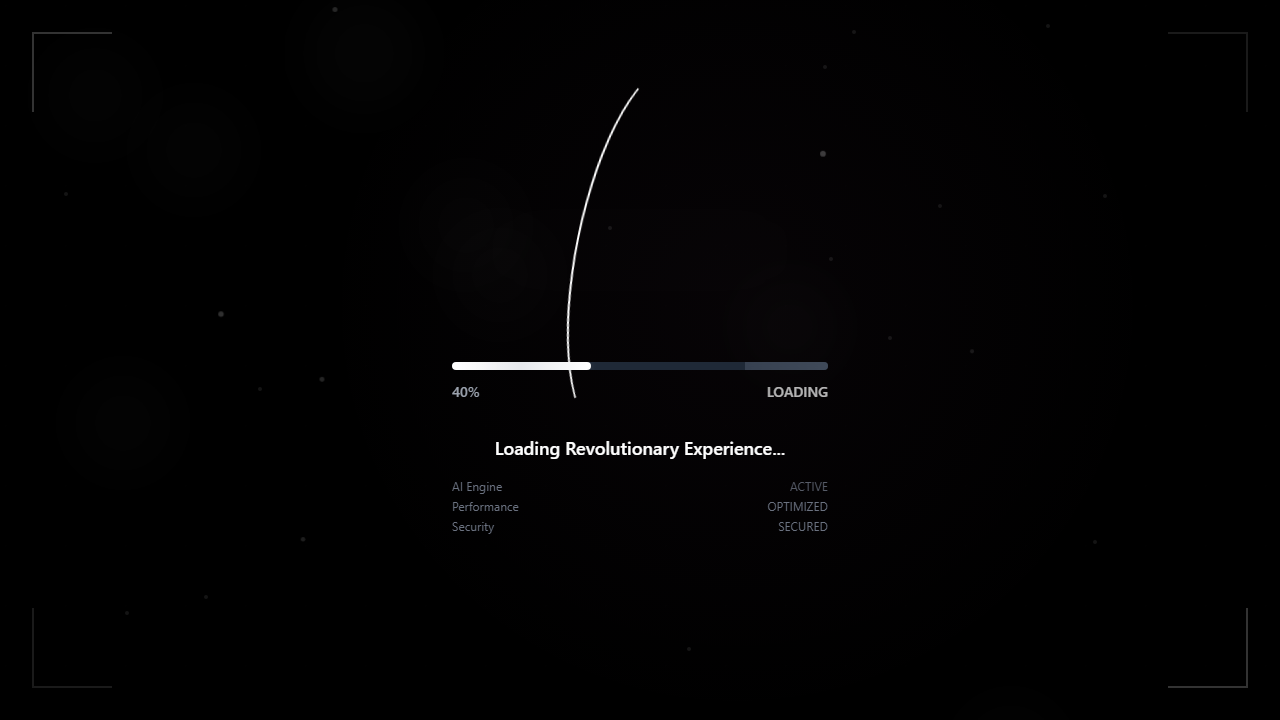 40% LOADING
Loading Revolutionary Experience...
AI Engine ACTIVE
Performance OPTIMIZED
Security SECURED